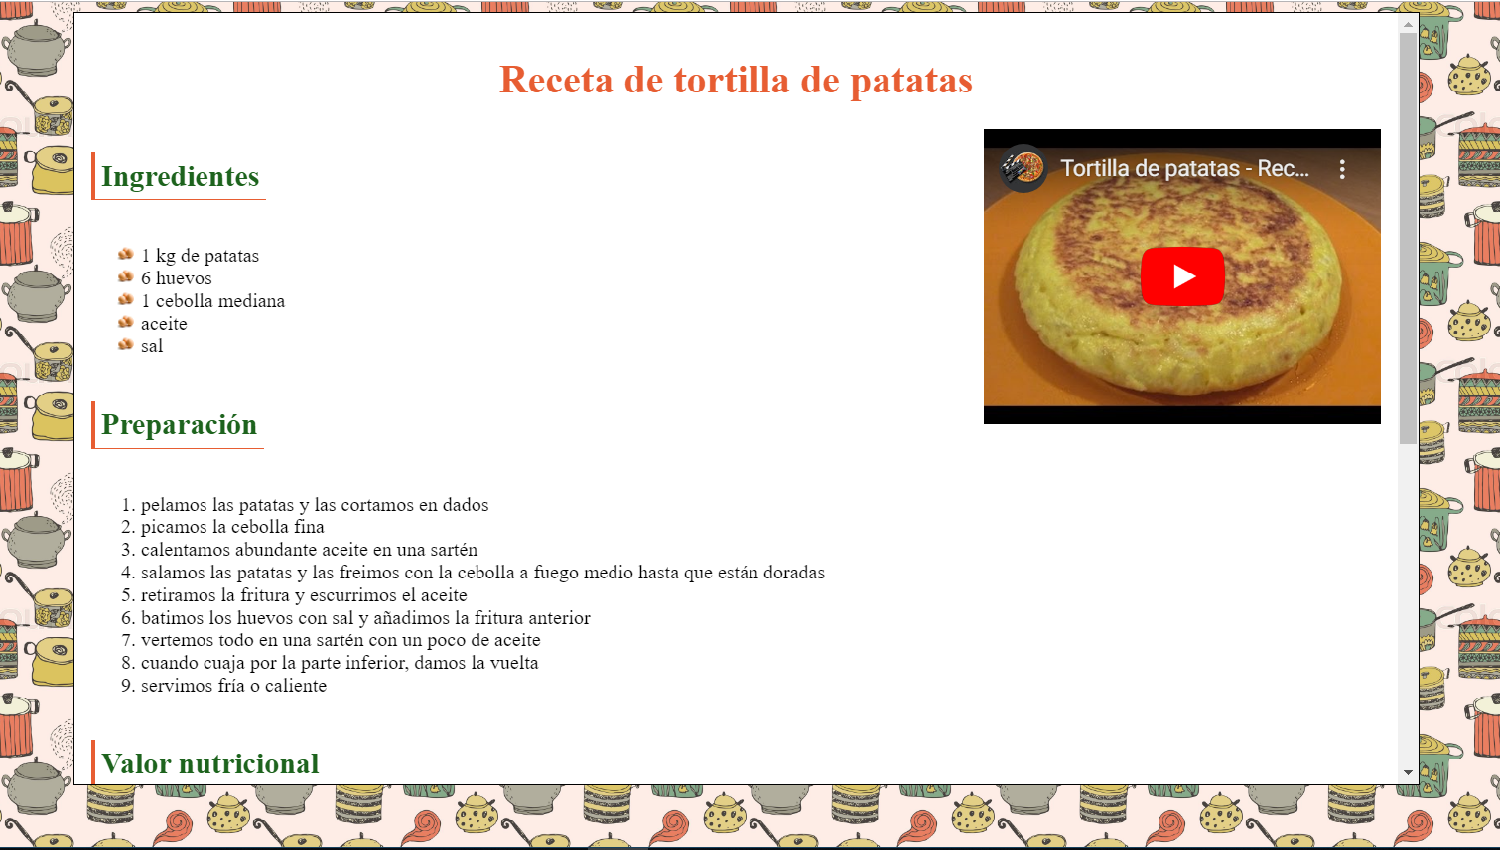 Receta de tortilla de patatas
Tortilla de patatas - Rec...
Ingredientes
1 kg de patatas
6 huevos
1 cebolla mediana
aceite
sal
Preparación
1. pelamos las patatas y las cortamos en dados
2. picamos la cebolla fina
3. calentamos abundante aceite en una sartén
4. salamos las patatas y las freimos con la cebolla a fuego medio hasta que están doradas
5. retiramos la fritura y escurrimos el aceite
6. batimos los huevos con sal y añadimos la fritura anterior
7. vertemos todo en una sartén con un poco de aceite
8. cuando cuaja por la parte inferior, damos la vuelta
9. servimos fría o caliente
Valor nutricional